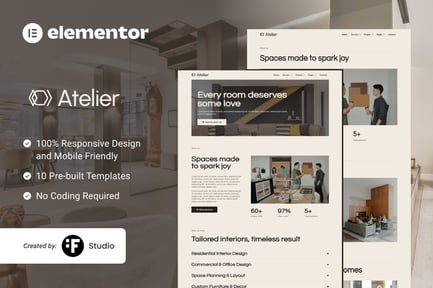 elementor
Atelier
100% Responsive Design
and Mobile Friendly
10 Pre-built Templates
No Coding Required
Created by:
iF Studio
Atelier
Spaces made to spark joy
5+
Atelier
Every room deserves
some love
Spaces made
to spark joy
60+
97%
5+
Tailored interiors, timeless result
Residential Interior Design
Commercial & Office Design
Space Planning & Layout
Custom Furniture & Decor
omes